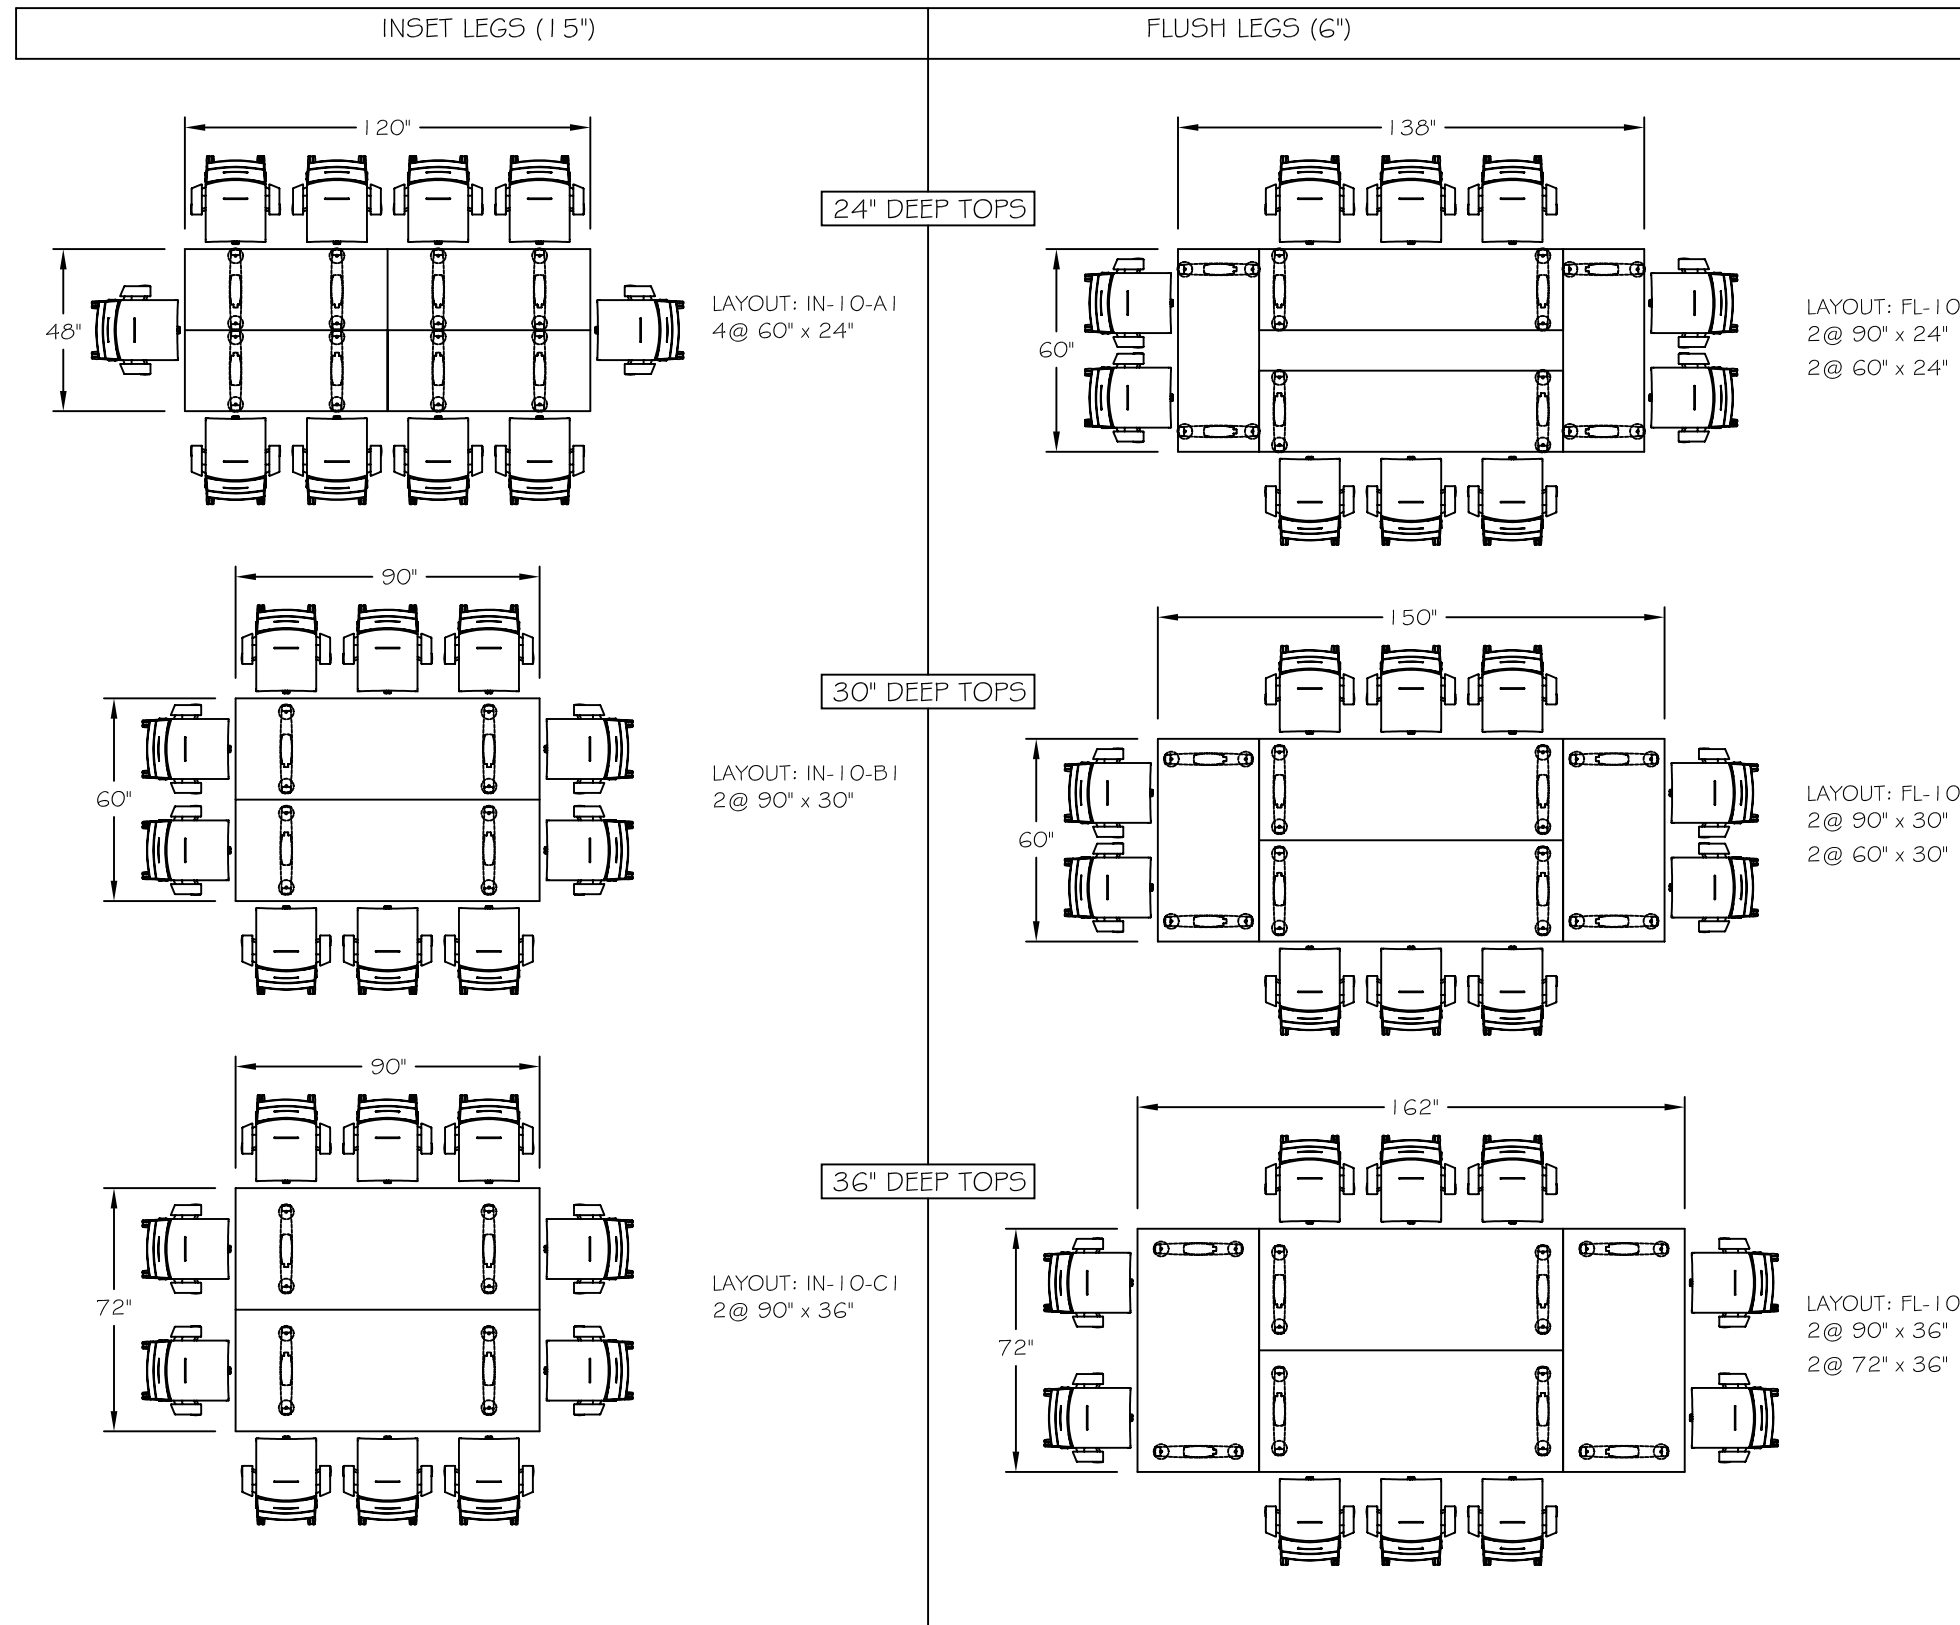 INSET LEGS (15")
FLUSH LEGS (6")
24" DEEP TOPS
120"
48"
LAYOUT: IN-10-A1
4@ 60" x 24"
138"
60"
LAYOUT: FL-10
2@ 90" x 24"
2@ 60" x 24"
30" DEEP TOPS
90"
60"
LAYOUT: IN-10-B1
2@ 90" x 30"
150"
60"
LAYOUT: FL-10
2@ 90" x 30"
2@ 60" x 30"
36" DEEP TOPS
90"
72"
LAYOUT: IN-10-C1
2@ 90" x 36"
162"
72"
LAYOUT: FL-10
2@ 90" x 36"
2@ 72" x 36"